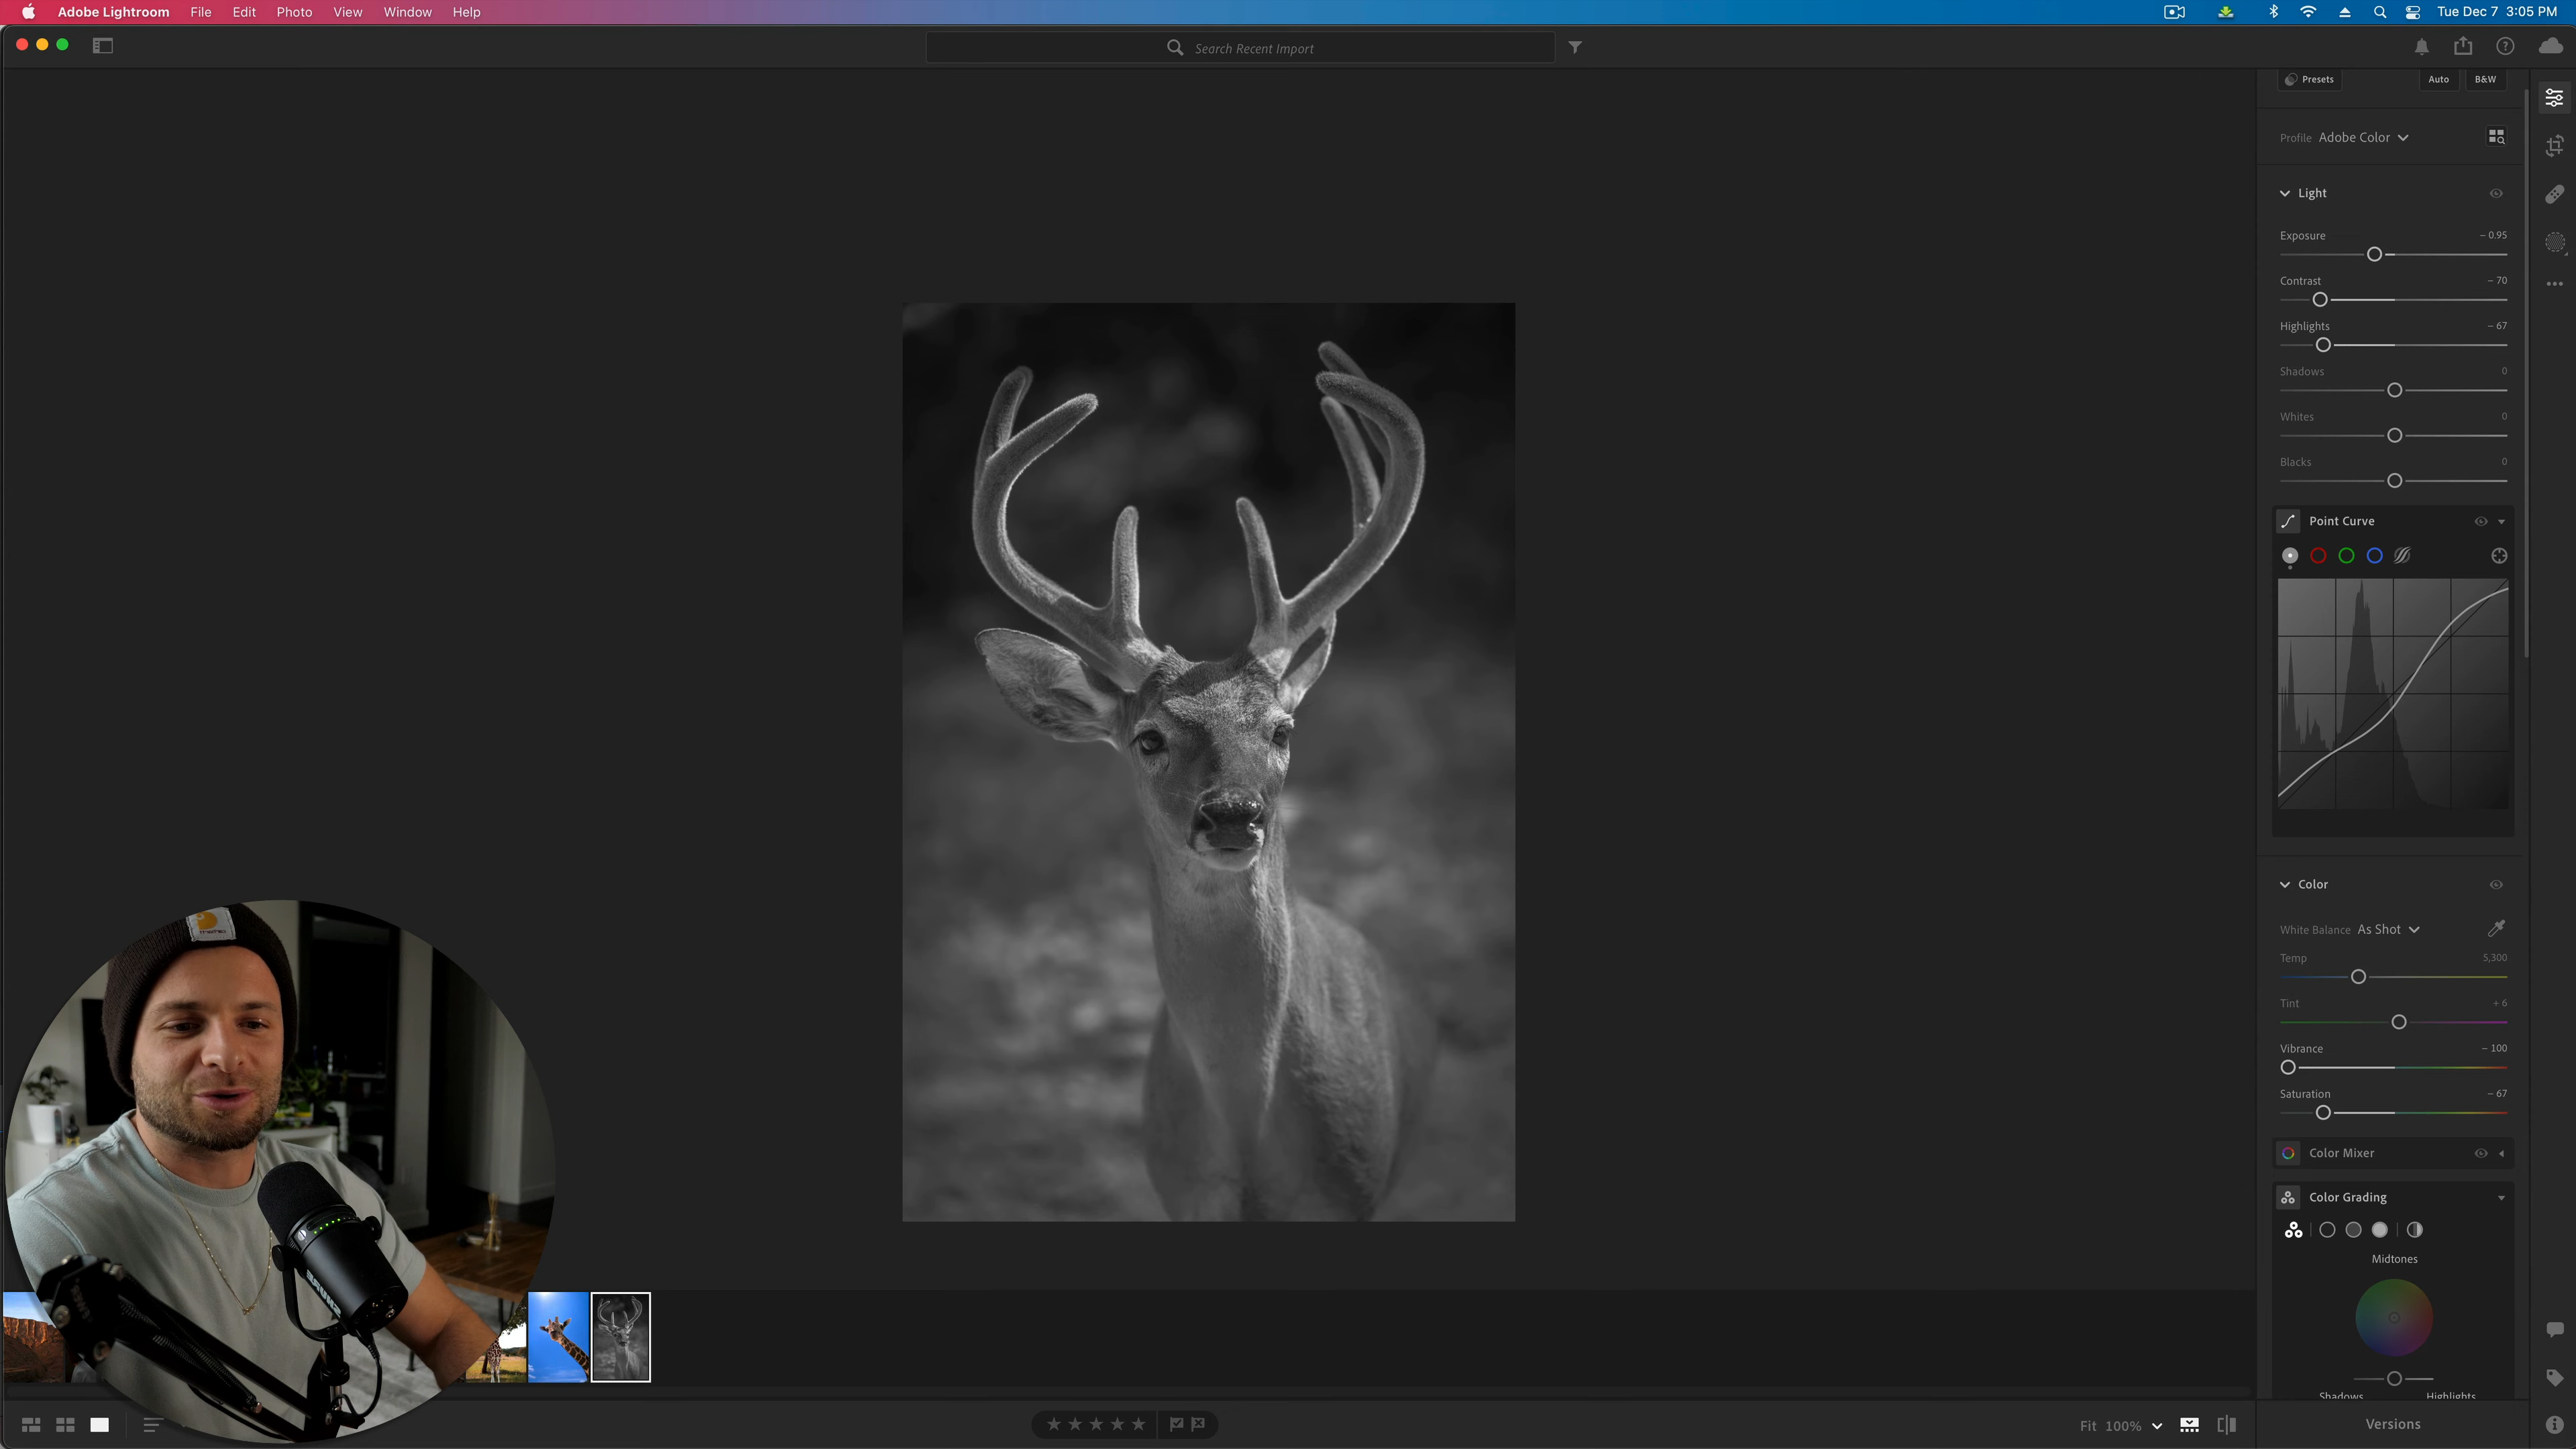 Adobe Lightroom File Edit Photo View Window Help Tue Dec 7 3:05 PM
Search Recent Import
Presets Auto B&W
Profile Adobe Color
Light
Exposure − 0.95
Contrast − 70
Highlights − 67
Shadows 0
Whites 0
Blacks 0
Point Curve
Color
White Balance As Shot
Temp 5,300
Tint + 6
Vibrance − 100
Saturation − 67
Color Mixer
Color Grading
Midtones
Shadows Highlights
Fit 100%
Versions